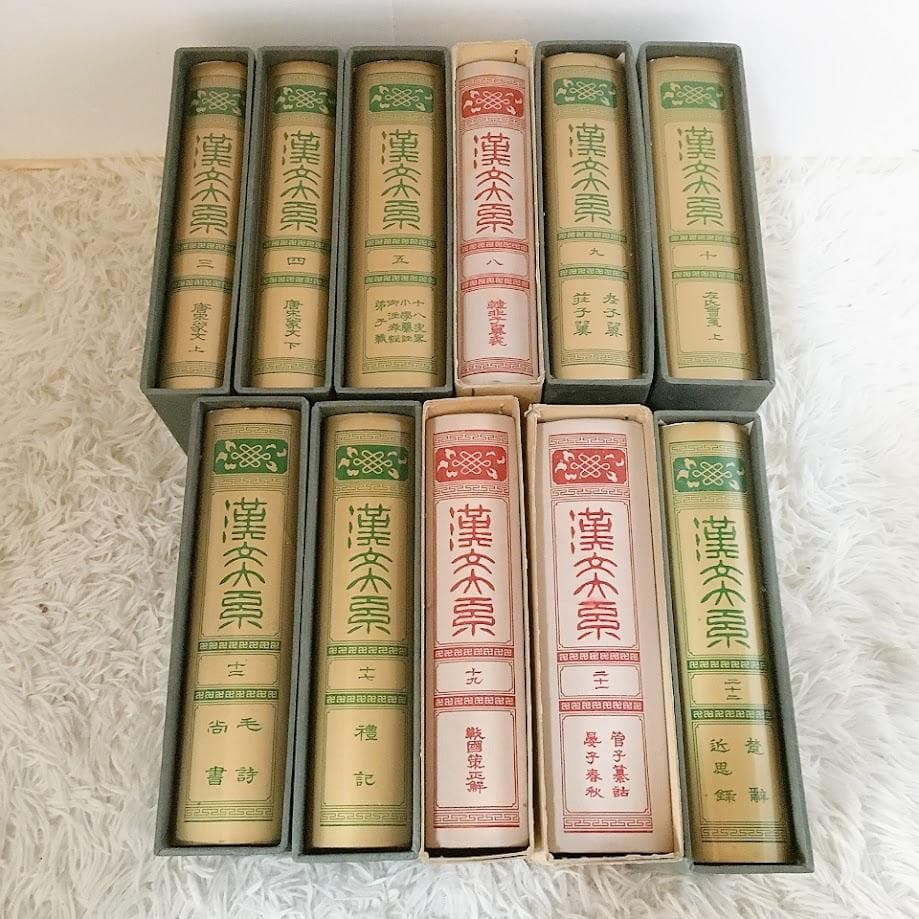 漢文大系
三
唐宋八家文 上
漢文大系
四
唐宋八家文 下
漢文大系
五
十八史略
小學纂註
御注孝經
弟子職
漢文大系
八
韓非子翼毳
漢文大系
九
老子翼
莊子翼
漢文大系
十
左氏會箋 上
漢文大系
十二
毛詩
尚書
漢文大系
十七
禮記
漢文大系
十九
戰國策正解
漢文大系
二十一
管子纂詁
晏子春秋
漢文大系
二十二
楚辭
近思錄